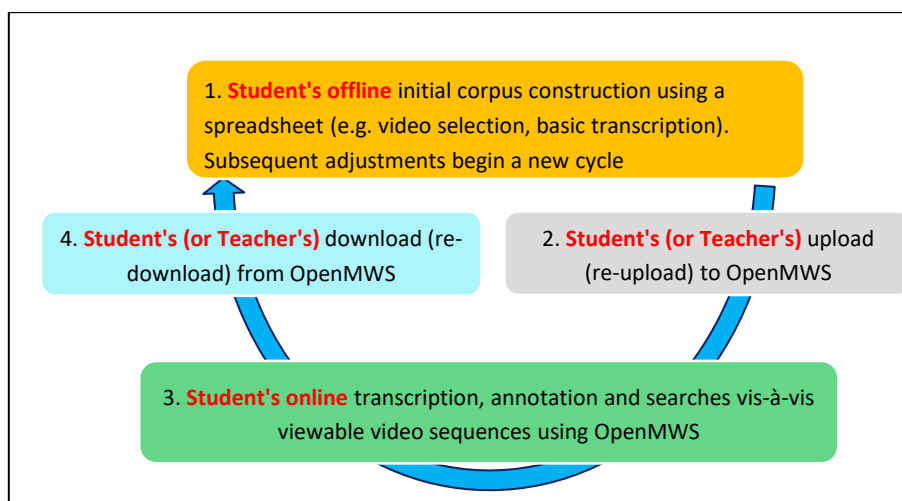 1. Student's offline initial corpus construction using a
spreadsheet (e.g. video selection, basic transcription).
Subsequent adjustments begin a new cycle
2. Student's (or Teacher's) upload
(re-upload) to OpenMWS
3. Student's online transcription, annotation and searches vis-à-vis
viewable video sequences using OpenMWS
4. Student's (or Teacher's) download (re-
download) from OpenMWS